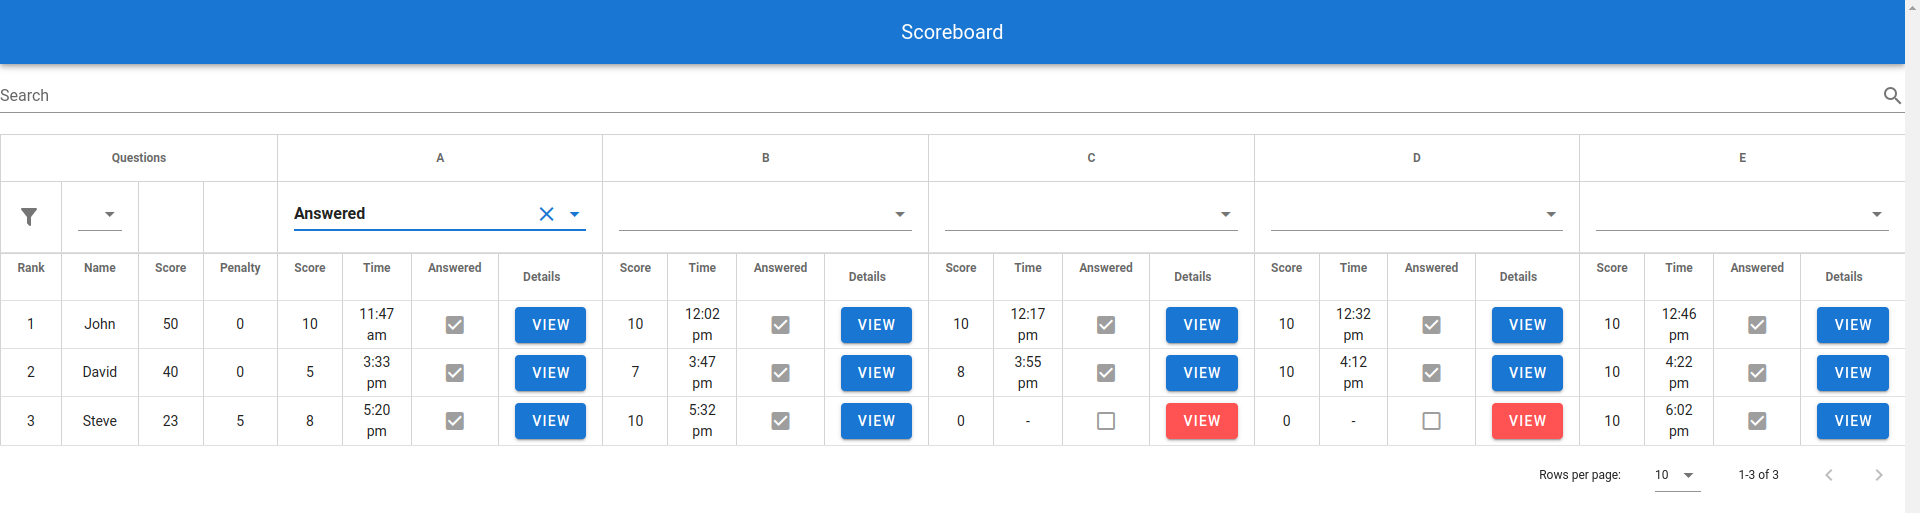 Scoreboard
Search
Questions A B C D E
Answered
Rank Name Score Penalty Score Time Answered Details Score Time Answered Details Score Time Answered Details Score Time Answered Details Score Time Answered Details
1 John 50 0 10 11:47 am VIEW 10 12:02 pm VIEW 10 12:17 pm VIEW 10 12:32 pm VIEW 10 12:46 pm VIEW
2 David 40 0 5 3:33 pm VIEW 7 3:47 pm VIEW 8 3:55 pm VIEW 10 4:12 pm VIEW 10 4:22 pm VIEW
3 Steve 23 5 8 5:20 pm VIEW 10 5:32 pm VIEW 0 - VIEW 0 - VIEW 10 6:02 pm VIEW
Rows per page: 10 1-3 of 3